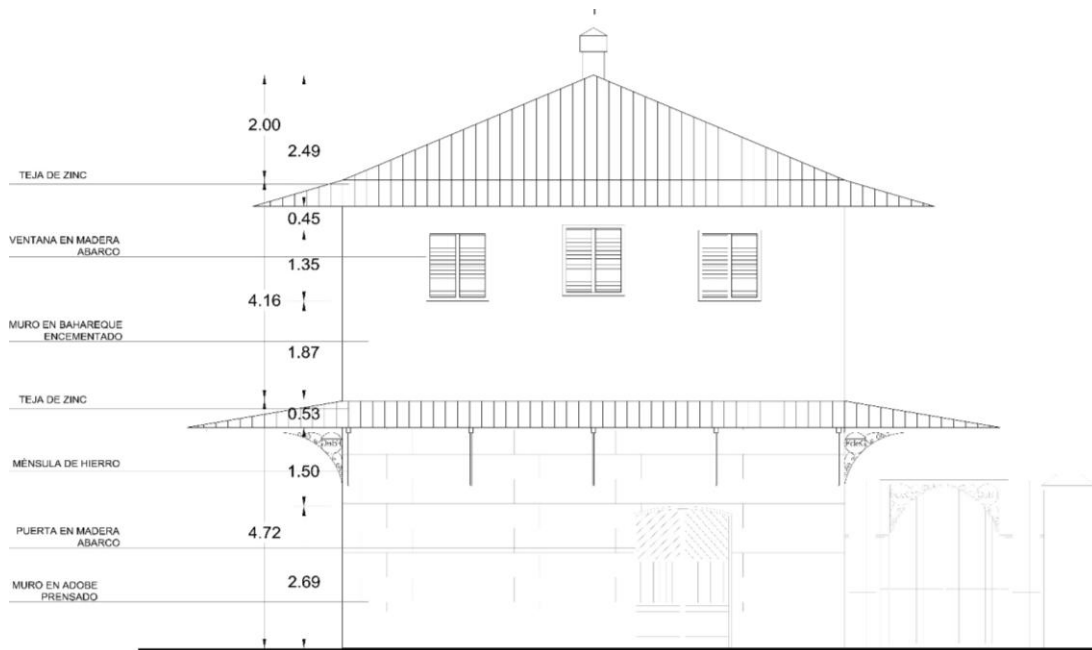 2.00
2.49
TEJA DE ZINC
0.45
VENTANA EN MADERA
ABARCO
1.35
4.16
MURO EN BAHAREQUE
ENCEMENTADO
1.87
TEJA DE ZINC
0.53
MÉNSULA DE HIERRO
1.50
PUERTA EN MADERA
ABARCO
4.72
2.69
MURO EN ADOBE
PRENSADO